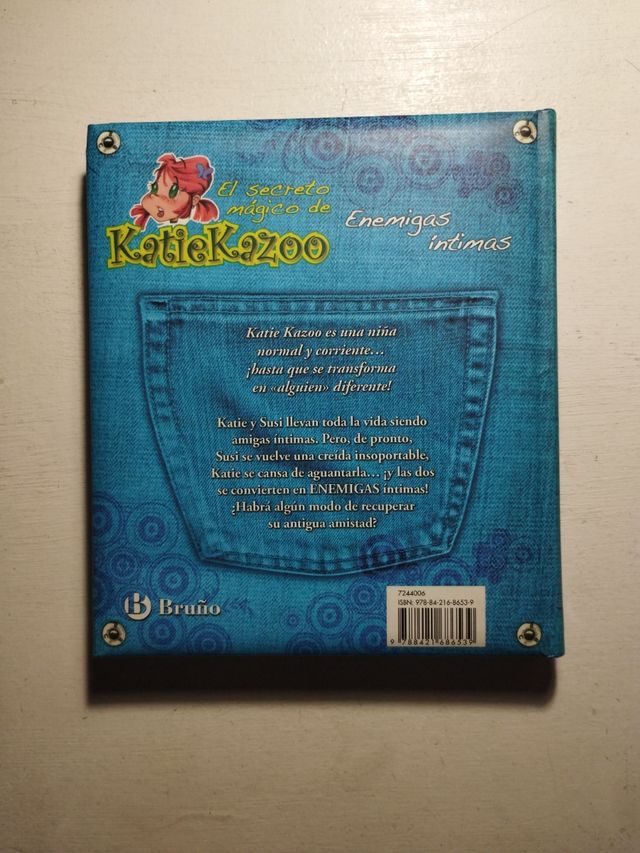 El secreto
mágico de
KatieKazoo
Enemigas
íntimas
Katie Kazoo es una niña
normal y corriente...
¡hasta que se transforma
en «alguien» diferente!
Katie y Susi llevan toda la vida siendo
amigas íntimas. Pero, de pronto,
Susi se vuelve una creída insoportable,
Katie se cansa de aguantarla... ¡y las dos
se convierten en ENEMIGAS íntimas!
¿Habrá algún modo de recuperar
su antigua amistad?
B Bruño
7244006
ISBN: 978-84-216-8653-9
9 788421 686539